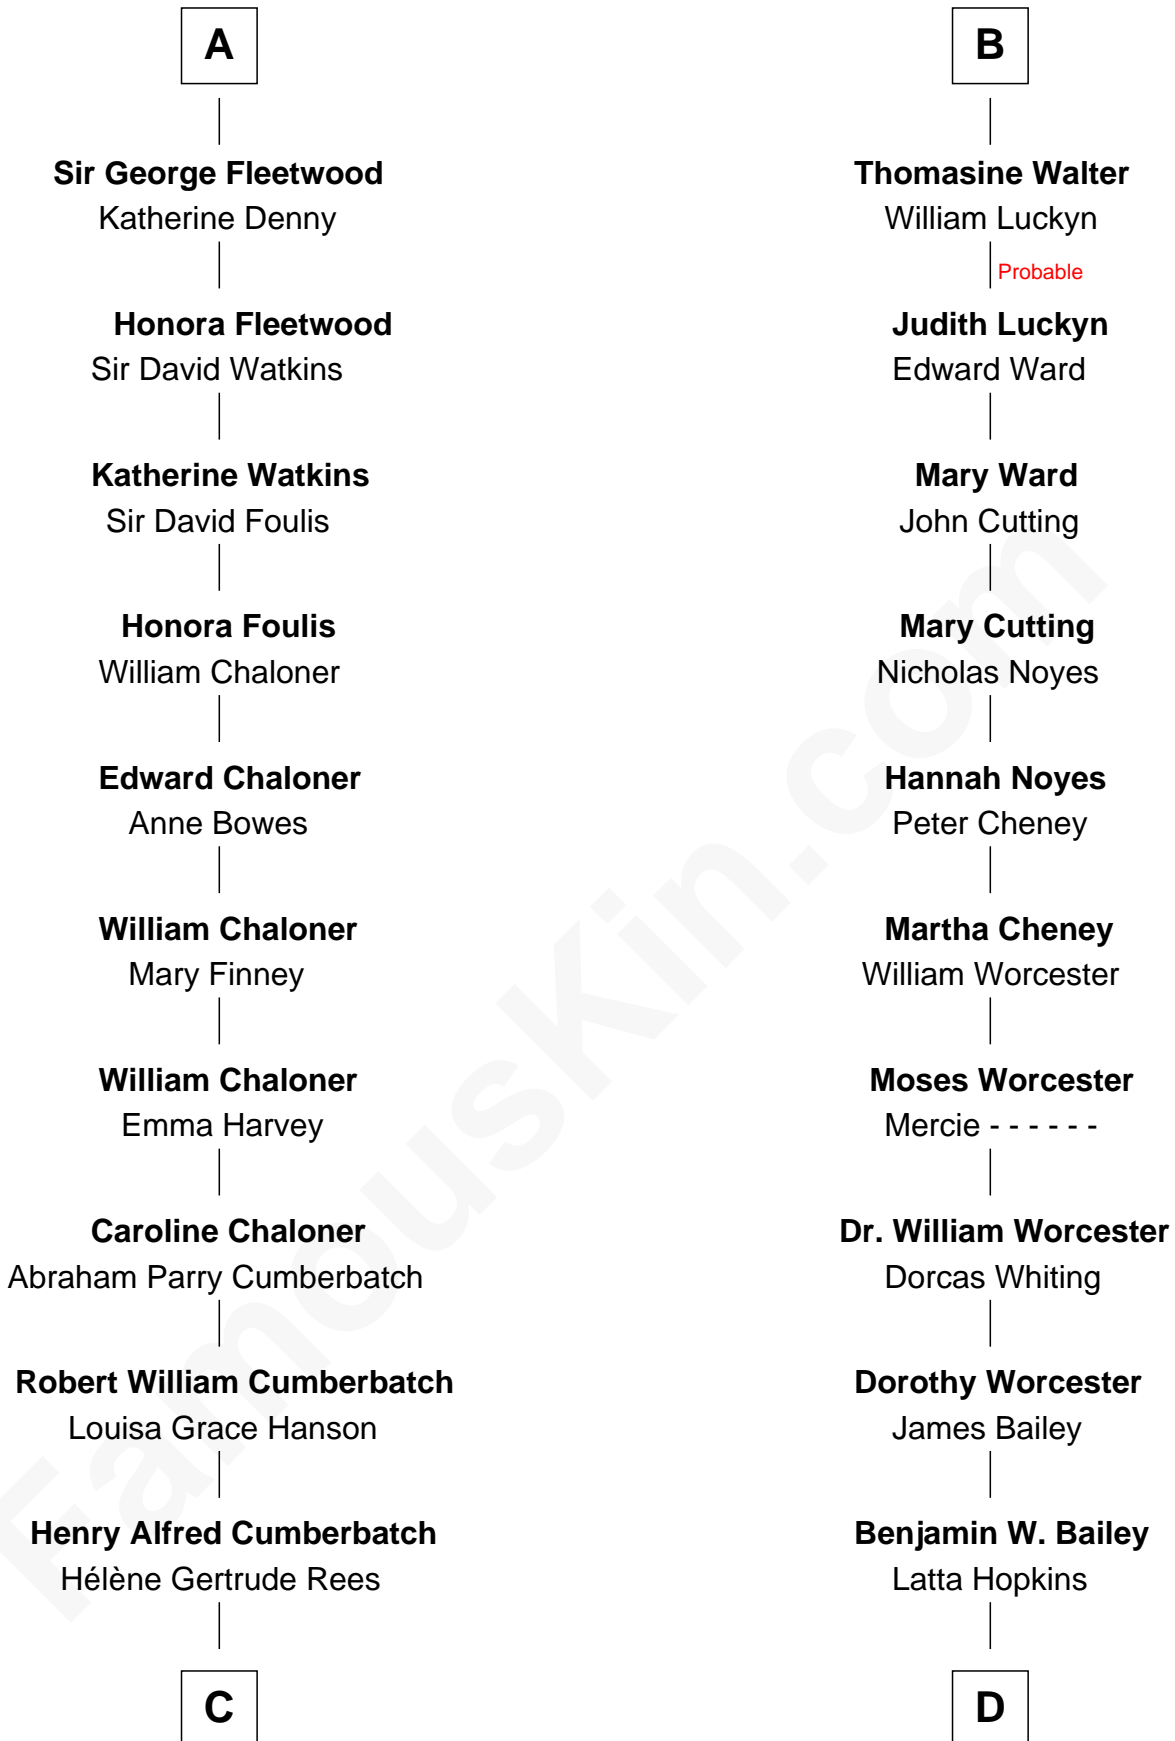 A
Sir George Fleetwood
Katherine Denny
Honora Fleetwood
Sir David Watkins
Katherine Watkins
Sir David Foulis
Honora Foulis
William Chaloner
Edward Chaloner
Anne Bowes
William Chaloner
Mary Finney
William Chaloner
Emma Harvey
Caroline Chaloner
Abraham Parry Cumberbatch
Robert William Cumberbatch
Louisa Grace Hanson
Henry Alfred Cumberbatch
Hélène Gertrude Rees
C
B
Thomasine Walter
William Luckyn
Probable
Judith Luckyn
Edward Ward
Mary Ward
John Cutting
Mary Cutting
Nicholas Noyes
Hannah Noyes
Peter Cheney
Martha Cheney
William Worcester
Moses Worcester
Mercie - - - - - -
Dr. William Worcester
Dorcas Whiting
Dorothy Worcester
James Bailey
Benjamin W. Bailey
Latta Hopkins
D
FamousKin.com